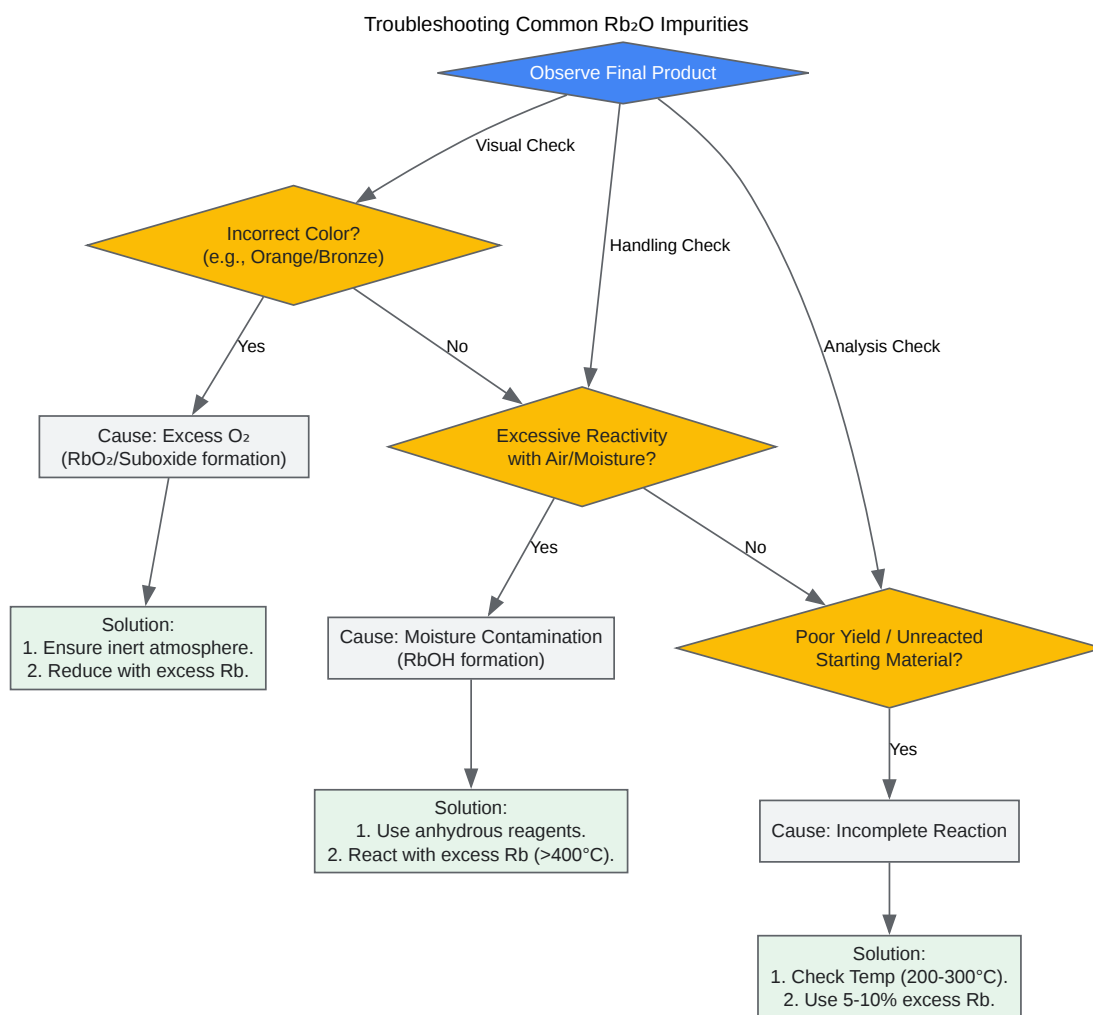 Troubleshooting Common Rb₂O Impurities
Observe Final Product
Visual Check
Handling Check
Analysis Check
Incorrect Color?
(e.g., Orange/Bronze)
Yes
No
Cause: Excess O₂
(RbO₂/Suboxide formation)
Excessive Reactivity
with Air/Moisture?
Yes
No
Solution:
1. Ensure inert atmosphere.
2. Reduce with excess Rb.
Cause: Moisture Contamination
(RbOH formation)
Poor Yield / Unreacted
Starting Material?
Yes
Solution:
1. Use anhydrous reagents.
2. React with excess Rb (>400°C).
Cause: Incomplete Reaction
Solution:
1. Check Temp (200-300°C).
2. Use 5-10% excess Rb.